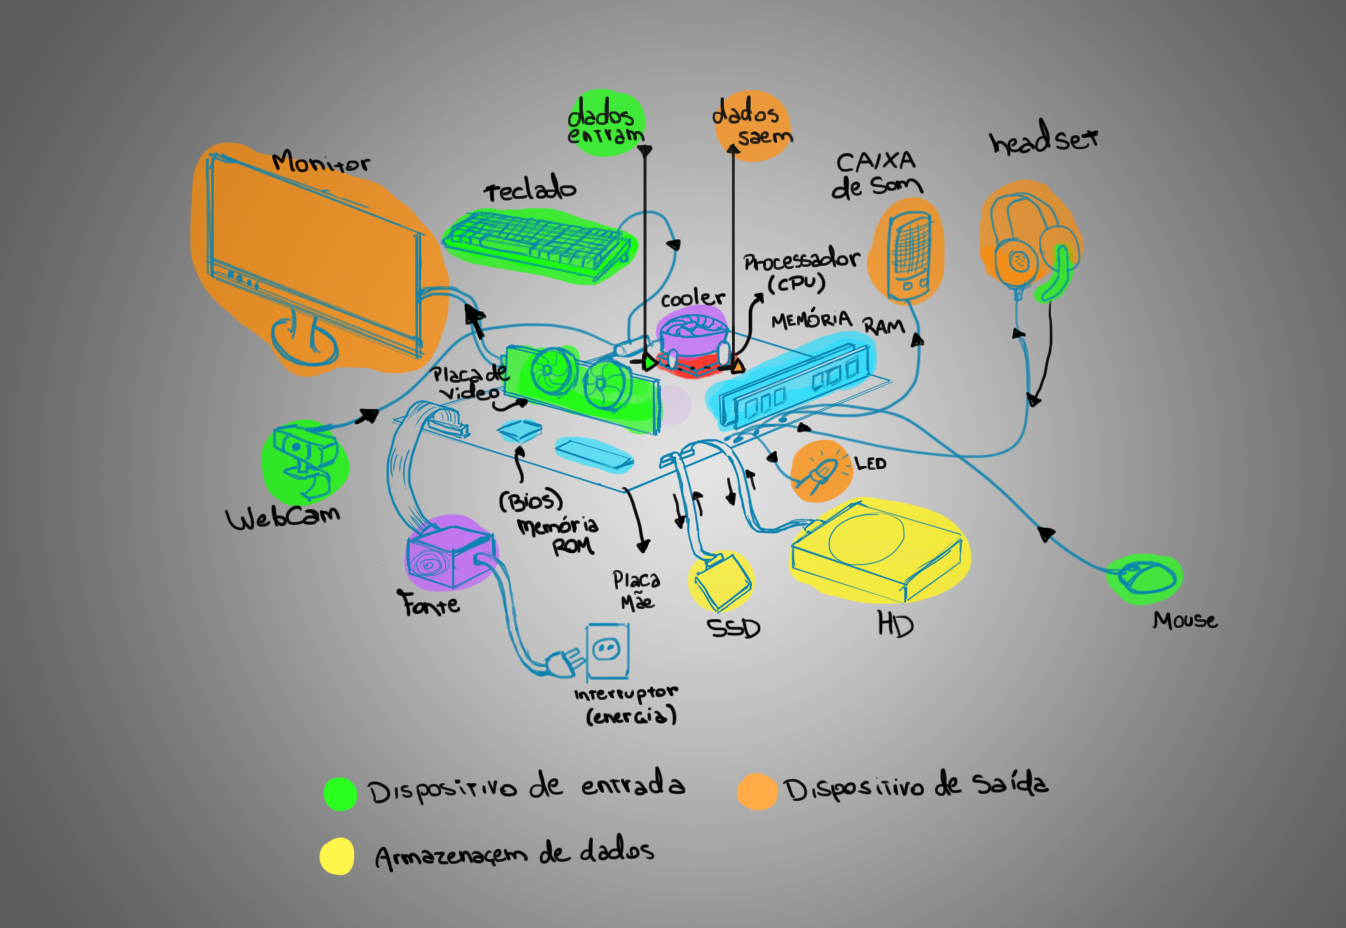 dados
entram
dados
saem
headset
Monitor
CAIXA
de Som
Teclado
Processador
(CPU)
cooler
MEMÓRIA RAM
Placa de
Video
LED
(Bios)
Memória
ROM
WebCam
Placa
Mãe
Fonte
SSD
HD
Mouse
Interruptor
(energia)
Dispositivo de entrada
Dispositivo de Saída
Armazenagem de dados